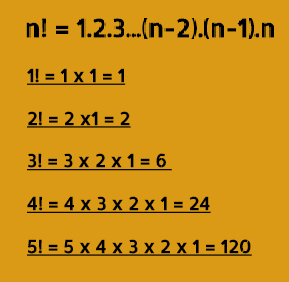 n! = 1.2.3...(n-2).(n-1).n
1! = 1 x 1 = 1
2! = 2 x1 = 2
3! = 3 x 2 x 1 = 6
4! = 4 x 3 x 2 x 1 = 24
5! = 5 x 4 x 3 x 2 x 1 = 120